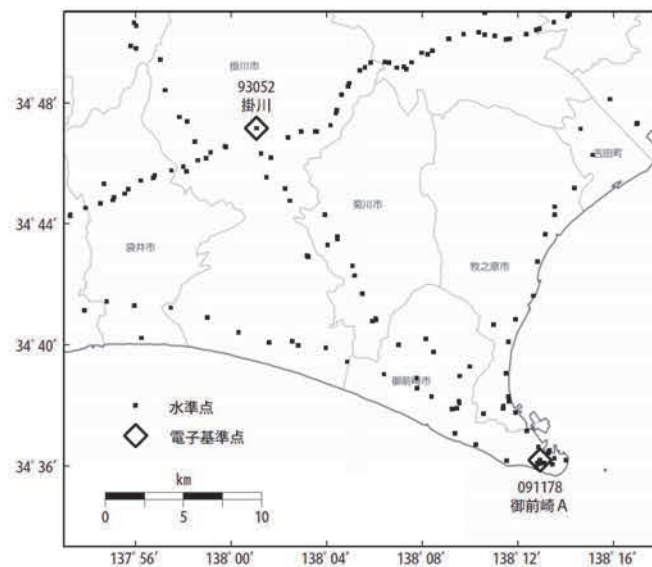 掛川市
93052
掛川
34° 48′
吉田町
菊川市
34° 44′
袋井市
牧之原市
34° 40′
御前崎市
水準点
電子基準点
34° 36′
km
0 5 10
091178
御前崎 A
137° 56′ 138° 00′ 138° 04′ 138° 08′ 138° 12′ 138° 16′